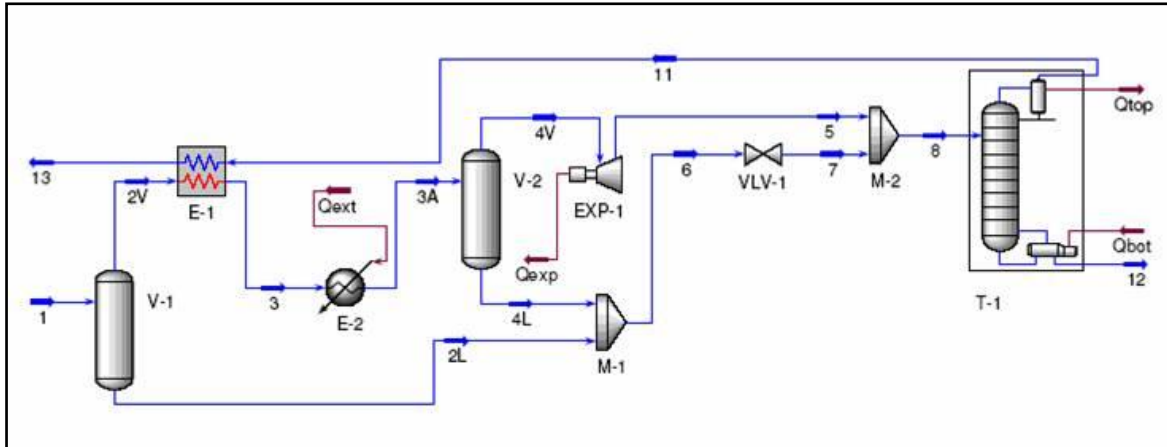 11
4V
5
Qtop
8
13
2V
3A
V-2
6
7
M-2
E-1
Qext
EXP-1
VLV-1
Qexp
Qbot
1
V-1
3
E-2
4L
12
T-1
2L
M-1